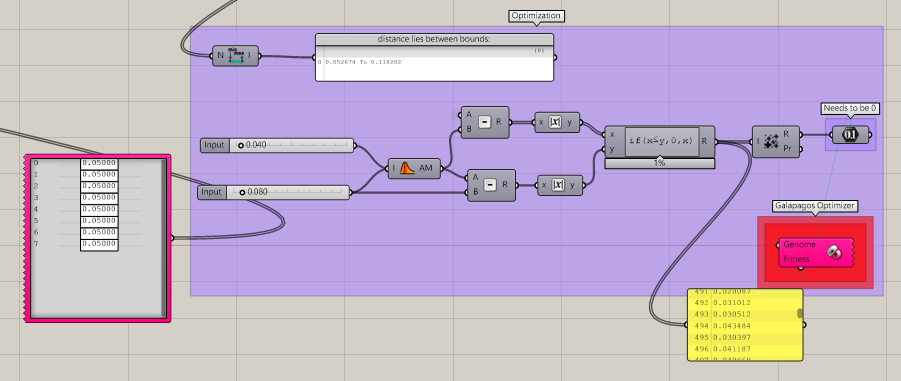 Optimization
N min max I
distance lies between bounds:
{0}
0 0.052674 To 0.118202
Needs to be 0
Input 0.040
A
B - R
x |x| y
x
y if(x≤y,0,x) R
1%
I R
Pr
0.1
I AM
Input 0.080
A
B - R
x |x| y
0 0.05000
1 0.05000
2 0.05000
3 0.05000
4 0.05000
5 0.05000
6 0.05000
7 0.05000
Galapagos Optimizer
Genome
Fitness
491 0.020087
492 0.031012
493 0.030512
494 0.043484
495 0.030397
496 0.041187